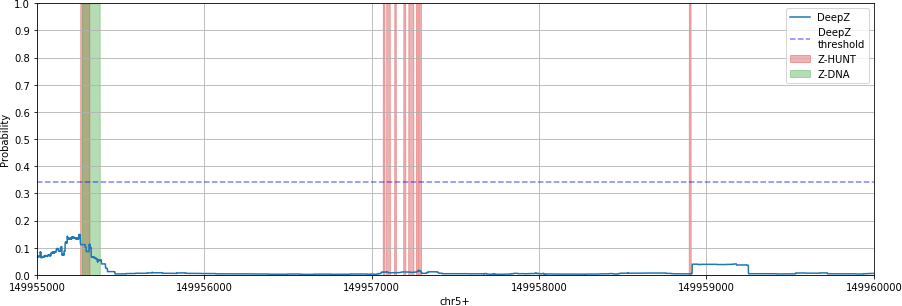 1.0
0.9
0.8
0.7
0.6
0.5
0.4
0.3
0.2
0.1
0.0
Probability
DeepZ
DeepZ
threshold
Z-HUNT
Z-DNA
149955000 149956000 149957000 149958000 149959000 149960000
chr5+